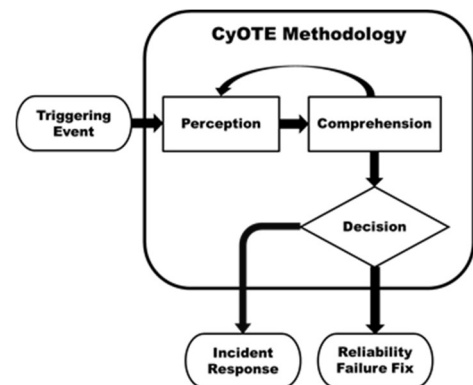 CyOTE Methodology
Triggering
Event
Perception
Comprehension
Decision
Incident
Response
Reliability
Failure Fix